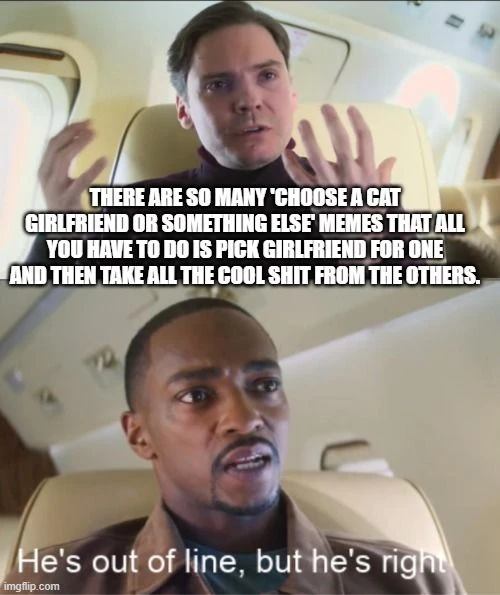 THERE ARE SO MANY 'CHOOSE A CAT
GIRLFRIEND OR SOMETHING ELSE' MEMES THAT ALL
YOU HAVE TO DO IS PICK GIRLFRIEND FOR ONE
AND THEN TAKE ALL THE COOL SHIT FROM THE OTHERS.
He's out of line, but he's right
imgflip.com